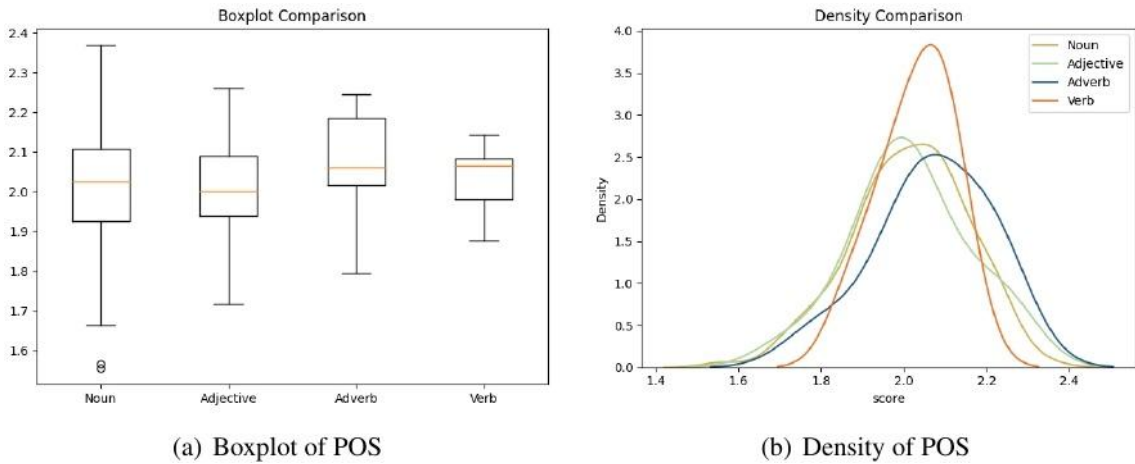 Boxplot Comparison
2.4
2.3
2.2
2.1
2.0
1.9
1.8
1.7
1.6
Noun
Adjective
Adverb
Verb
(a) Boxplot of POS
Density Comparison
4.0
3.5
3.0
2.5
2.0
1.5
1.0
0.5
0.0
Density
Noun
Adjective
Adverb
Verb
1.4
1.6
1.8
2.0
2.2
2.4
score
(b) Density of POS